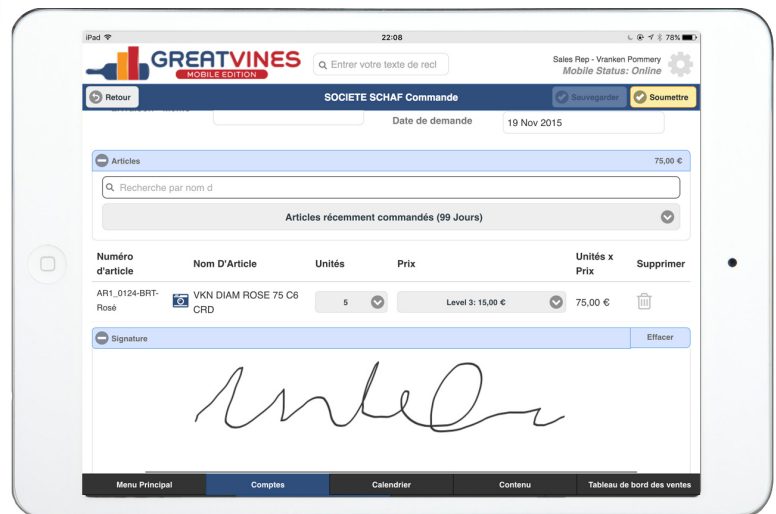 iPad 22:08 78%
GREATVINES
MOBILE EDITION
Entrer votre texte de recl
Sales Rep - Vranken Pommery
Mobile Status: Online
Retour SOCIETE SCHAF Commande Sauvegarder Soumettre
Date de demande 19 Nov 2015
Articles 75,00 €
Recherche par nom d
Articles récemment commandés (99 Jours)
Numéro d'article Nom D'Article Unités Prix Unités x Prix Supprimer
AR1_0124-BRT-Rosé VKN DIAM ROSE 75 C6 CRD 5 Level 3: 15,00 € 75,00 €
Signature Effacer
Menu Principal Comptes Calendrier Contenu Tableau de bord des ventes